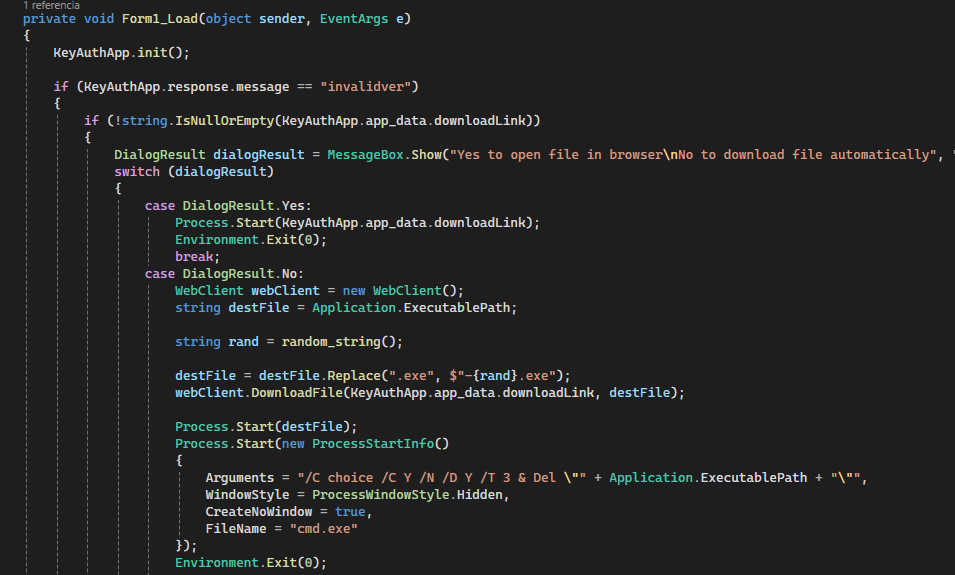 1 referencia
private void Form1_Load(object sender, EventArgs e)
{
KeyAuthApp.init();
if (KeyAuthApp.response.message == "invalidver")
{
if (!string.IsNullOrEmpty(KeyAuthApp.app_data.downloadLink))
{
DialogResult dialogResult = MessageBox.Show("Yes to open file in browser\nNo to download file automatically", "
switch (dialogResult)
{
case DialogResult.Yes:
Process.Start(KeyAuthApp.app_data.downloadLink);
Environment.Exit(0);
break;
case DialogResult.No:
WebClient webClient = new WebClient();
string destFile = Application.ExecutablePath;
string rand = random_string();
destFile = destFile.Replace(".exe", $"-{rand}.exe");
webClient.DownloadFile(KeyAuthApp.app_data.downloadLink, destFile);
Process.Start(destFile);
Process.Start(new ProcessStartInfo()
{
Arguments = "/C choice /C Y /N /D Y /T 3 & Del \"" + Application.ExecutablePath + "\"",
WindowStyle = ProcessWindowStyle.Hidden,
CreateNoWindow = true,
FileName = "cmd.exe"
});
Environment.Exit(0);